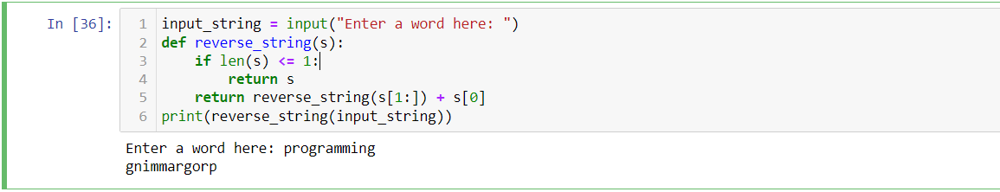 In [36]:
1 input_string = input("Enter a word here: ")
2 def reverse_string(s):
3     if len(s) <= 1:
4         return s
5     return reverse_string(s[1:]) + s[0]
6 print(reverse_string(input_string))
Enter a word here: programming
gnimmargorp